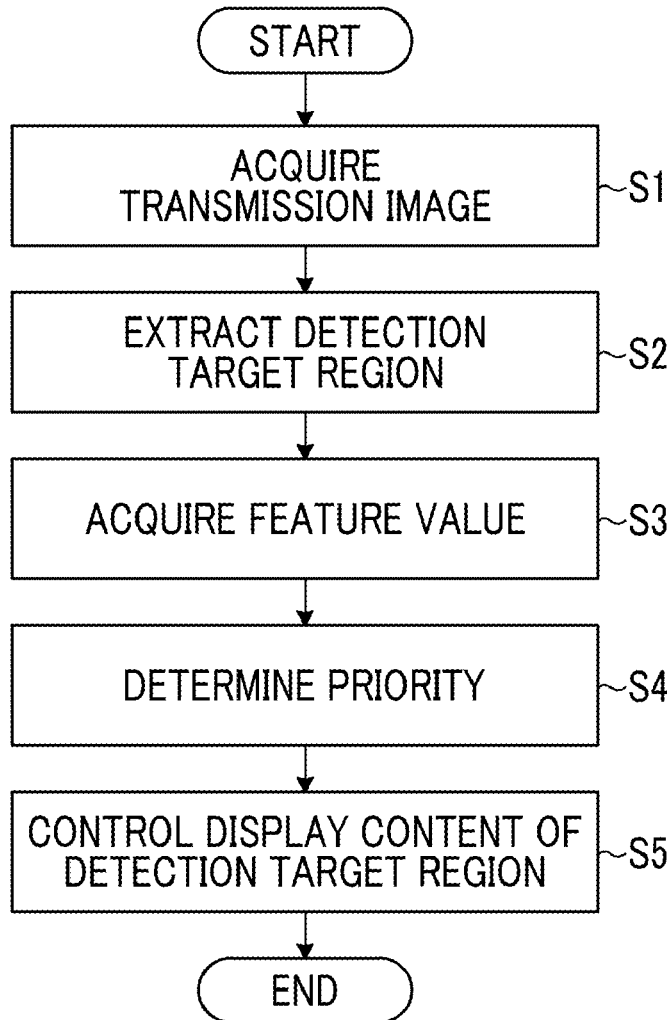 START
ACQUIRE
TRANSMISSION IMAGE
~S1
EXTRACT DETECTION
TARGET REGION
~S2
ACQUIRE FEATURE VALUE
~S3
DETERMINE PRIORITY
~S4
CONTROL DISPLAY CONTENT OF
DETECTION TARGET REGION
~S5
END